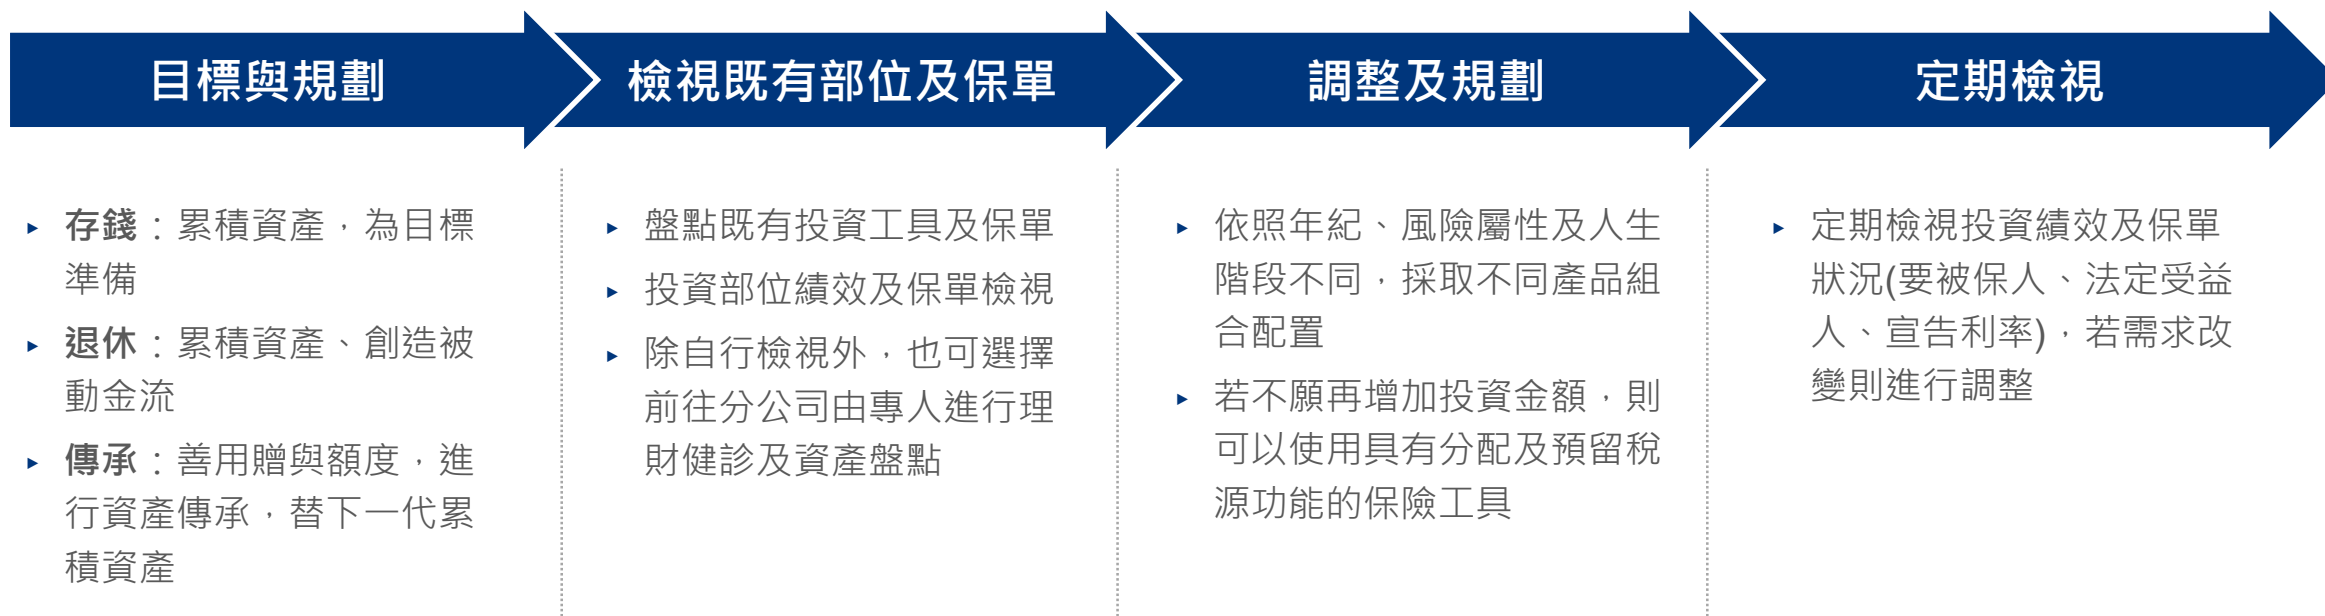 目標與規劃
檢視既有部位及保單
調整及規劃
定期檢視
▸ 存錢：累積資產，為目標
準備
▸ 退休：累積資產、創造被
動金流
▸ 傳承：善用贈與額度，進
行資產傳承，替下一代累
積資產
▸ 盤點既有投資工具及保單
▸ 投資部位績效及保單檢視
▸ 除自行檢視外，也可選擇
前往分公司由專人進行理
財健診及資產盤點
▸ 依照年紀、風險屬性及人生
階段不同，採取不同產品組
合配置
▸ 若不願再增加投資金額，則
可以使用具有分配及預留稅
源功能的保險工具
▸ 定期檢視投資績效及保單
狀況(要被保人、法定受益
人、宣告利率)，若需求改
變則進行調整